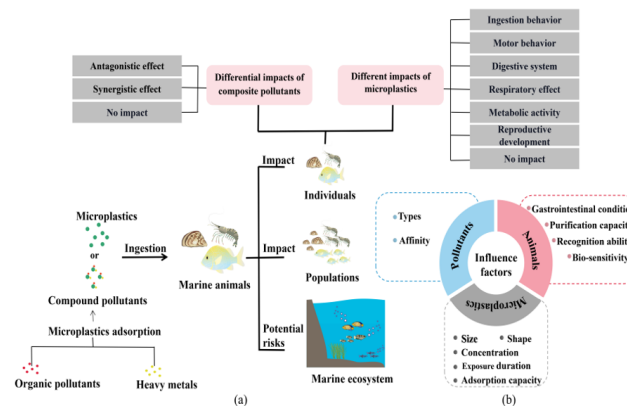 Antagonistic effect
Synergistic effect
No impact
Differential impacts of
composite pollutants
Different impacts of
microplastics
Ingestion behavior
Motor behavior
Digestive system
Respiratory effect
Metabolic activity
Reproductive
development
No impact
Impact
Individuals
Microplastics
or
Compound pollutants
Ingestion
Marine animals
Impact
Populations
Microplastics adsorption
Organic pollutants
Heavy metals
Potential
risks
Marine ecosystem
(a)
Types
Affinity
Pollutants
Animals
Microplastics
Influence
factors
Gastrointestinal conditio
Purification capacit
Recognition abilit
Bio-sensitivity
Size
Shape
Concentration
Exposure duration
Adsorption capacity
(b)